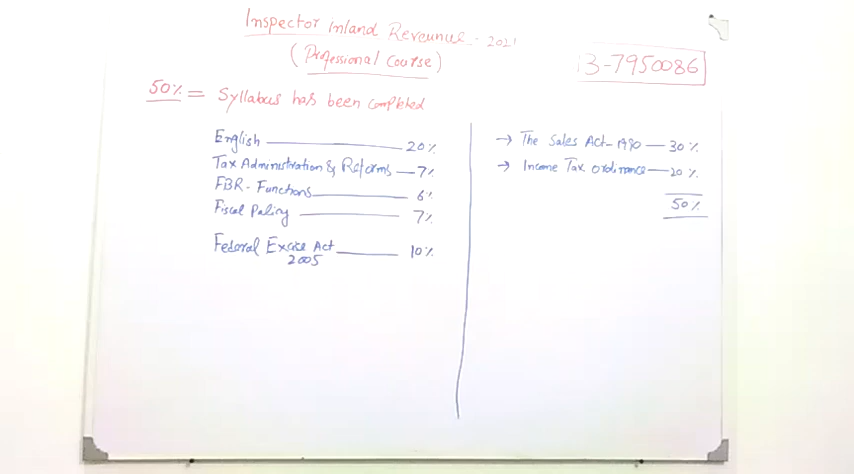 Inspector inland Reveunue - 2021
(Professional Course)
3-7950086
50% = Syllabus has been completed
English 20%
Tax Administration & Reforms - 7%
FBR - Functions 6%
Fiscal Policy 7%
Federal Excise Act 10%
2005
→ The Sales Act - 1990 - 30%
→ Income Tax ordinance - 20%
50%